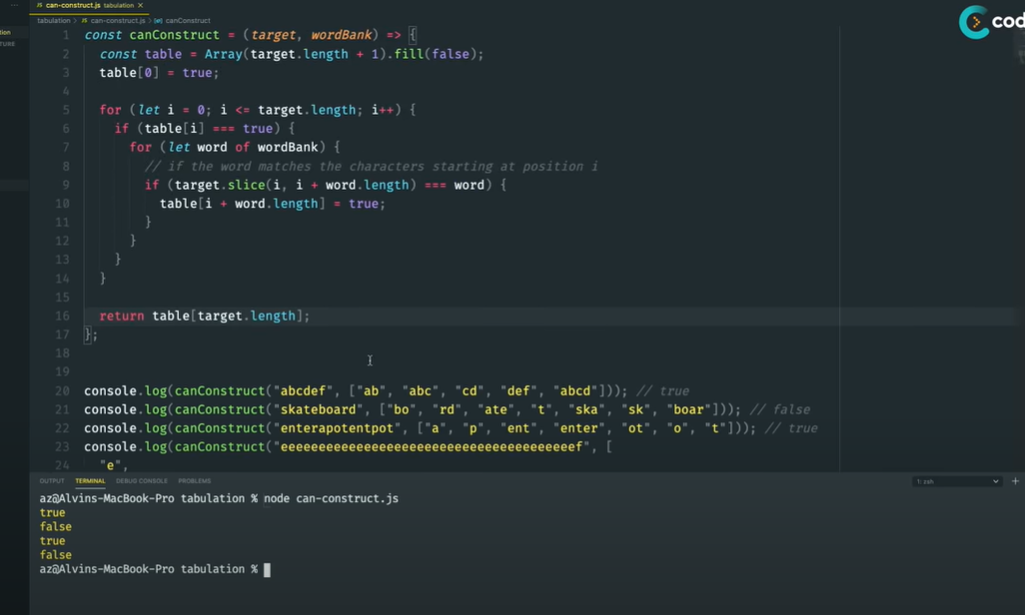 can-construct.js tabulation ×
tabulation > JS can-construct.js > canConstruct
1 const canConstruct = (target, wordBank) => {
2 const table = Array(target.length + 1).fill(false);
3 table[0] = true;
4
5 for (let i = 0; i <= target.length; i++) {
6 if (table[i] === true) {
7 for (let word of wordBank) {
8 // if the word matches the characters starting at position i
9 if (target.slice(i, i + word.length) === word) {
10 table[i + word.length] = true;
11 }
12 }
13 }
14 }
15
16 return table[target.length];
17 };
18
19
20 console.log(canConstruct("abcdef", ["ab", "abc", "cd", "def", "abcd"])); // true
21 console.log(canConstruct("skateboard", ["bo", "rd", "ate", "t", "ska", "sk", "boar"])); // false
22 console.log(canConstruct("enterapotentpot", ["a", "p", "ent", "enter", "ot", "o", "t"])); // true
23 console.log(canConstruct("eeeeeeeeeeeeeeeeeeeeeeeeeeeeeeeeeeeeeef", [
24 "e",
OUTPUT TERMINAL DEBUG CONSOLE PROBLEMS
1: zsh
az@Alvins-MacBook-Pro tabulation % node can-construct.js
true
false
true
false
az@Alvins-MacBook-Pro tabulation %